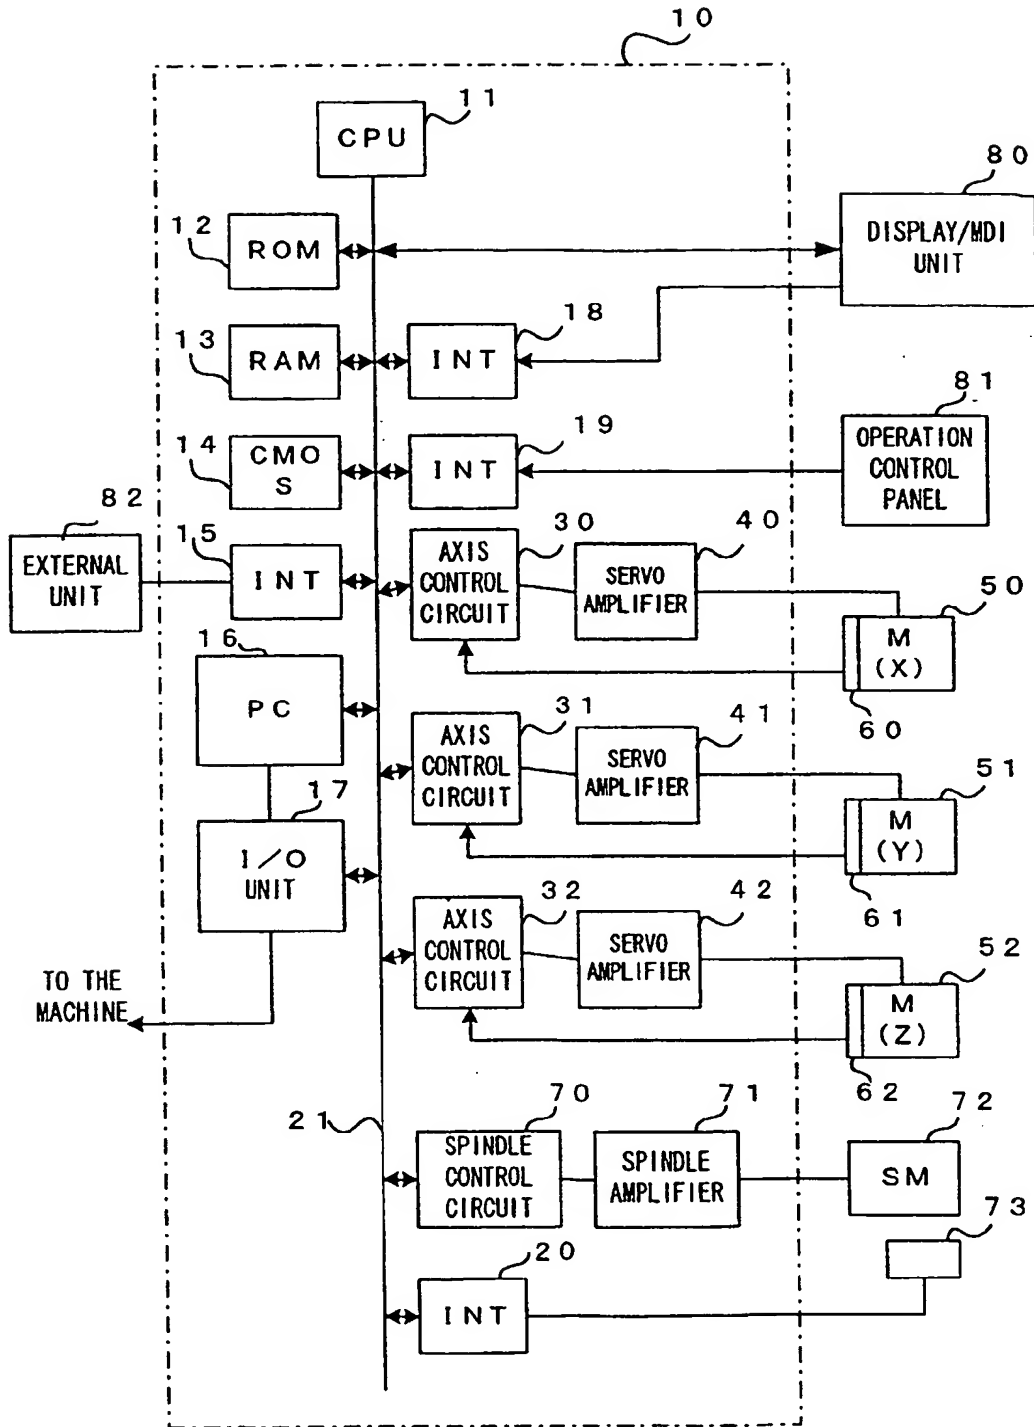 10
11
CPU
80
12
ROM
DISPLAY/MDI
UNIT
13
RAM
18
INT
81
14
CMO
S
19
INT
OPERATION
CONTROL
PANEL
82
EXTERNAL
UNIT
15
INT
30
AXIS
CONTROL
CIRCUIT
40
SERVO
AMPLIFIER
50
M
(X)
60
16
PC
31
AXIS
CONTROL
CIRCUIT
41
SERVO
AMPLIFIER
51
M
(Y)
61
17
I/O
UNIT
32
AXIS
CONTROL
CIRCUIT
42
SERVO
AMPLIFIER
52
M
(Z)
62
TO THE
MACHINE
21
70
SPINDLE
CONTROL
CIRCUIT
71
SPINDLE
AMPLIFIER
72
SM
73
20
INT